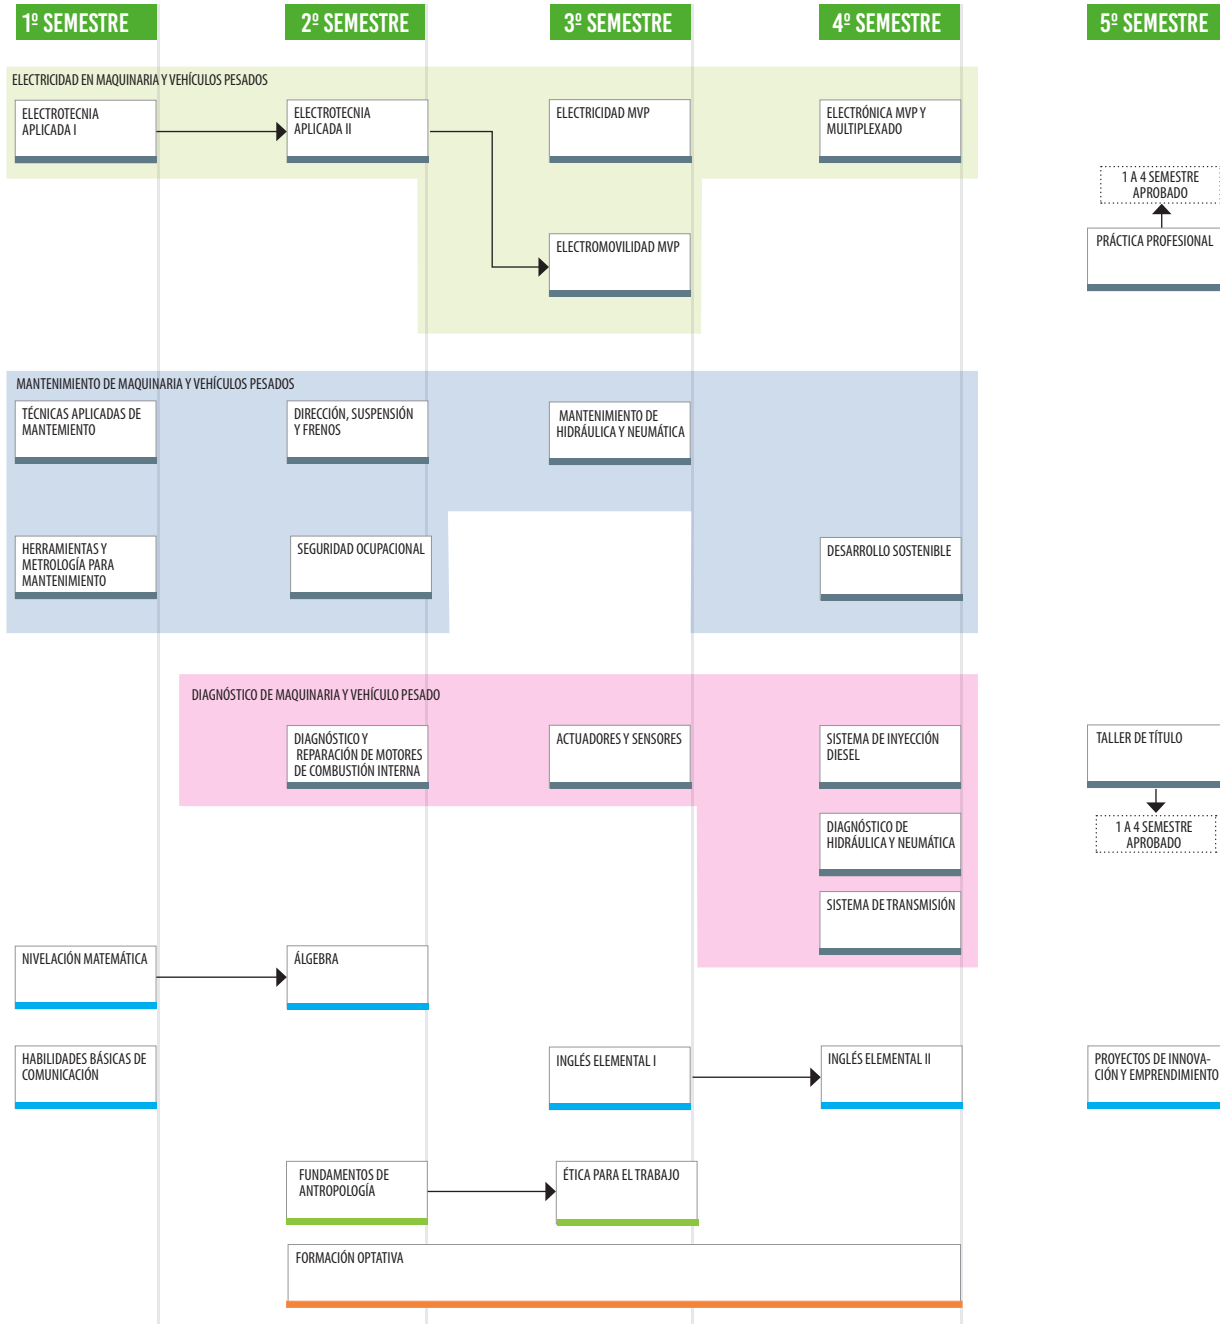 1º SEMESTRE
2º SEMESTRE
3º SEMESTRE
4º SEMESTRE
5º SEMESTRE
ELECTRICIDAD EN MAQUINARIA Y VEHÍCULOS PESADOS
ELECTROTECNIA
APLICADA I
ELECTROTECNIA
APLICADA II
ELECTRICIDAD MVP
ELECTRÓNICA MVP Y
MULTIPLEXADO
1 A 4 SEMESTRE
APROBADO
ELECTROMOVILIDAD MVP
PRÁCTICA PROFESIONAL
MANTENIMIENTO DE MAQUINARIA Y VEHÍCULOS PESADOS
TÉCNICAS APLICADAS DE
MANTEMIENTO
DIRECCIÓN, SUSPENSIÓN
Y FRENOS
MANTENIMIENTO DE
HIDRÁULICA Y NEUMÁTICA
HERRAMIENTAS Y
METROLOGÍA PARA
MANTENIMIENTO
SEGURIDAD OCUPACIONAL
DESARROLLO SOSTENIBLE
DIAGNÓSTICO DE MAQUINARIA Y VEHÍCULO PESADO
DIAGNÓSTICO Y
REPARACIÓN DE MOTORES
DE COMBUSTIÓN INTERNA
ACTUADORES Y SENSORES
SISTEMA DE INYECCIÓN
DIESEL
TALLER DE TÍTULO
DIAGNÓSTICO DE
HIDRÁULICA Y NEUMÁTICA
1 A 4 SEMESTRE
APROBADO
SISTEMA DE TRANSMISIÓN
NIVELACIÓN MATEMÁTICA
ÁLGEBRA
HABILIDADES BÁSICAS DE
COMUNICACIÓN
INGLÉS ELEMENTAL I
INGLÉS ELEMENTAL II
PROYECTOS DE INNOVA-
CIÓN Y EMPRENDIMIENTO
FUNDAMENTOS DE
ANTROPOLOGÍA
ÉTICA PARA EL TRABAJO
FORMACIÓN OPTATIVA